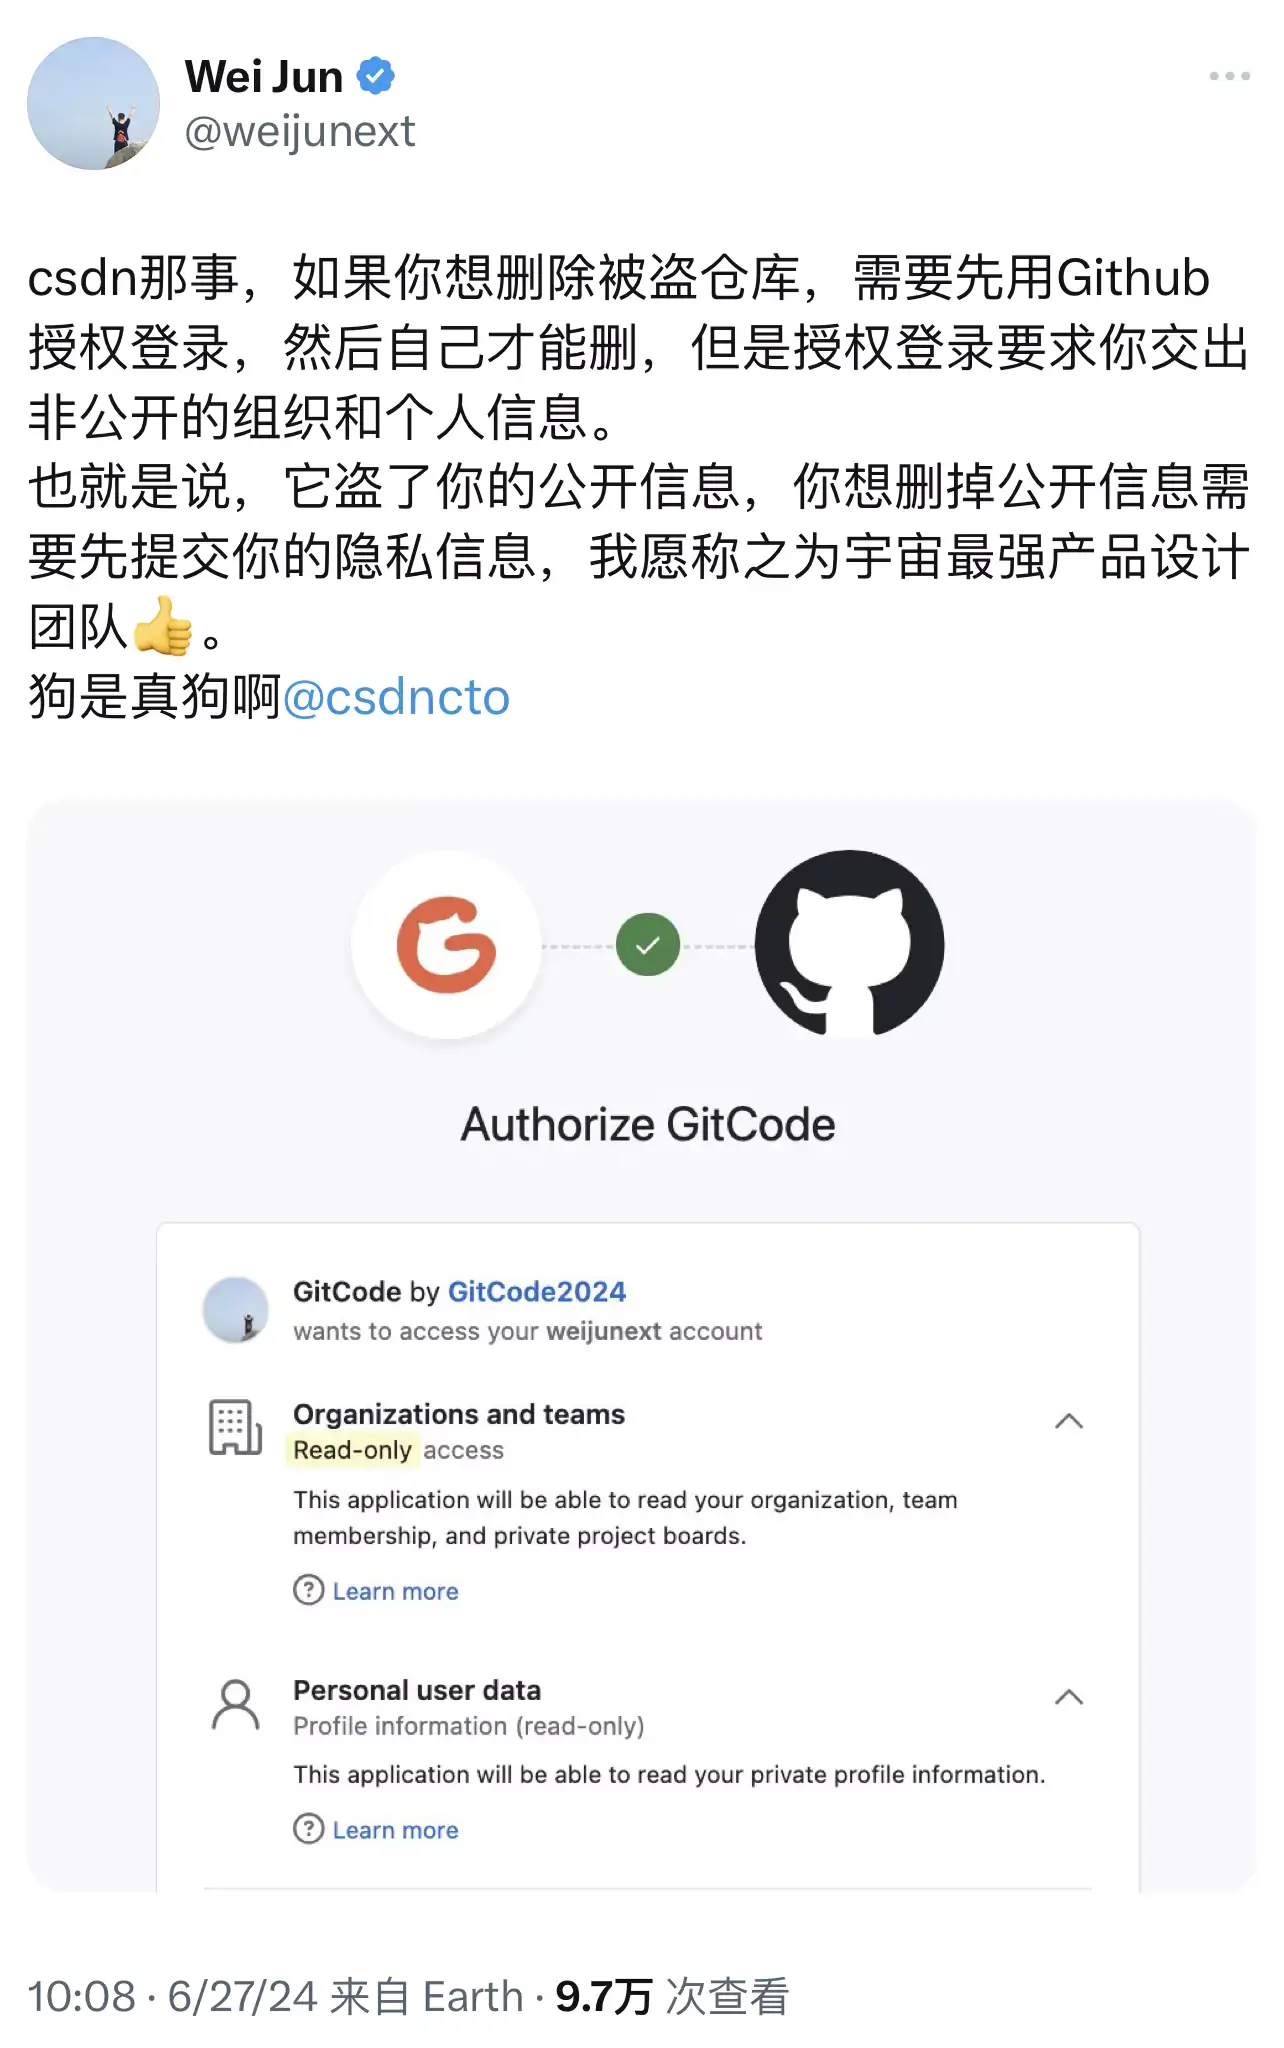 Wei Jun
@weijunext
csdn那事，如果你想删除被盗仓库，需要先用Github
授权登录，然后自己才能删，但是授权登录要求你交出
非公开的组织和个人信息。
也就是说，它盗了你的公开信息，你想删掉公开信息需
要先提交你的隐私信息，我愿称之为宇宙最强产品设计
团队👍。
狗是真狗啊@csdncto
Authorize GitCode
GitCode by GitCode2024
wants to access your weijunext account
Organizations and teams
Read-only access
This application will be able to read your organization, team
membership, and private project boards.
Learn more
Personal user data
Profile information (read-only)
This application will be able to read your private profile information.
Learn more
10:08 · 6/27/24 来自 Earth · 9.7万 次查看